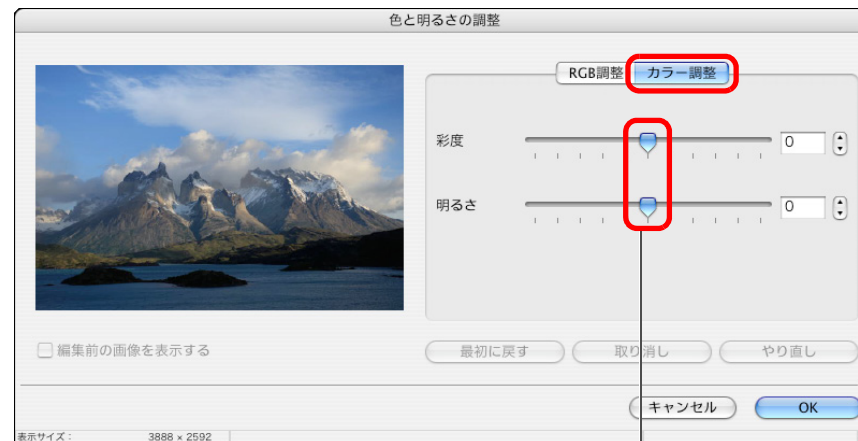 色と明るさの調整
RGB調整 カラー調整
彩度 0
明るさ 0
編集前の画像を表示する
最初に戻す 取り消し やり直し
キャンセル OK
表示サイズ： 3888 × 2592